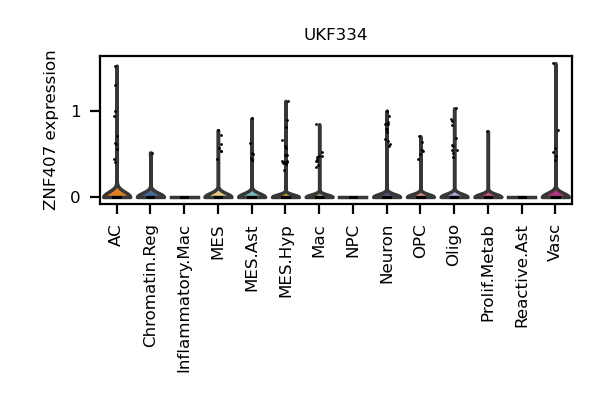 UKF334
ZNF407 expression
1
0
AC
Chromatin.Reg
Inflammatory.Mac
MES
MES.Ast
MES.Hyp
Mac
NPC
Neuron
OPC
Oligo
Prolif.Metab
Reactive.Ast
Vasc